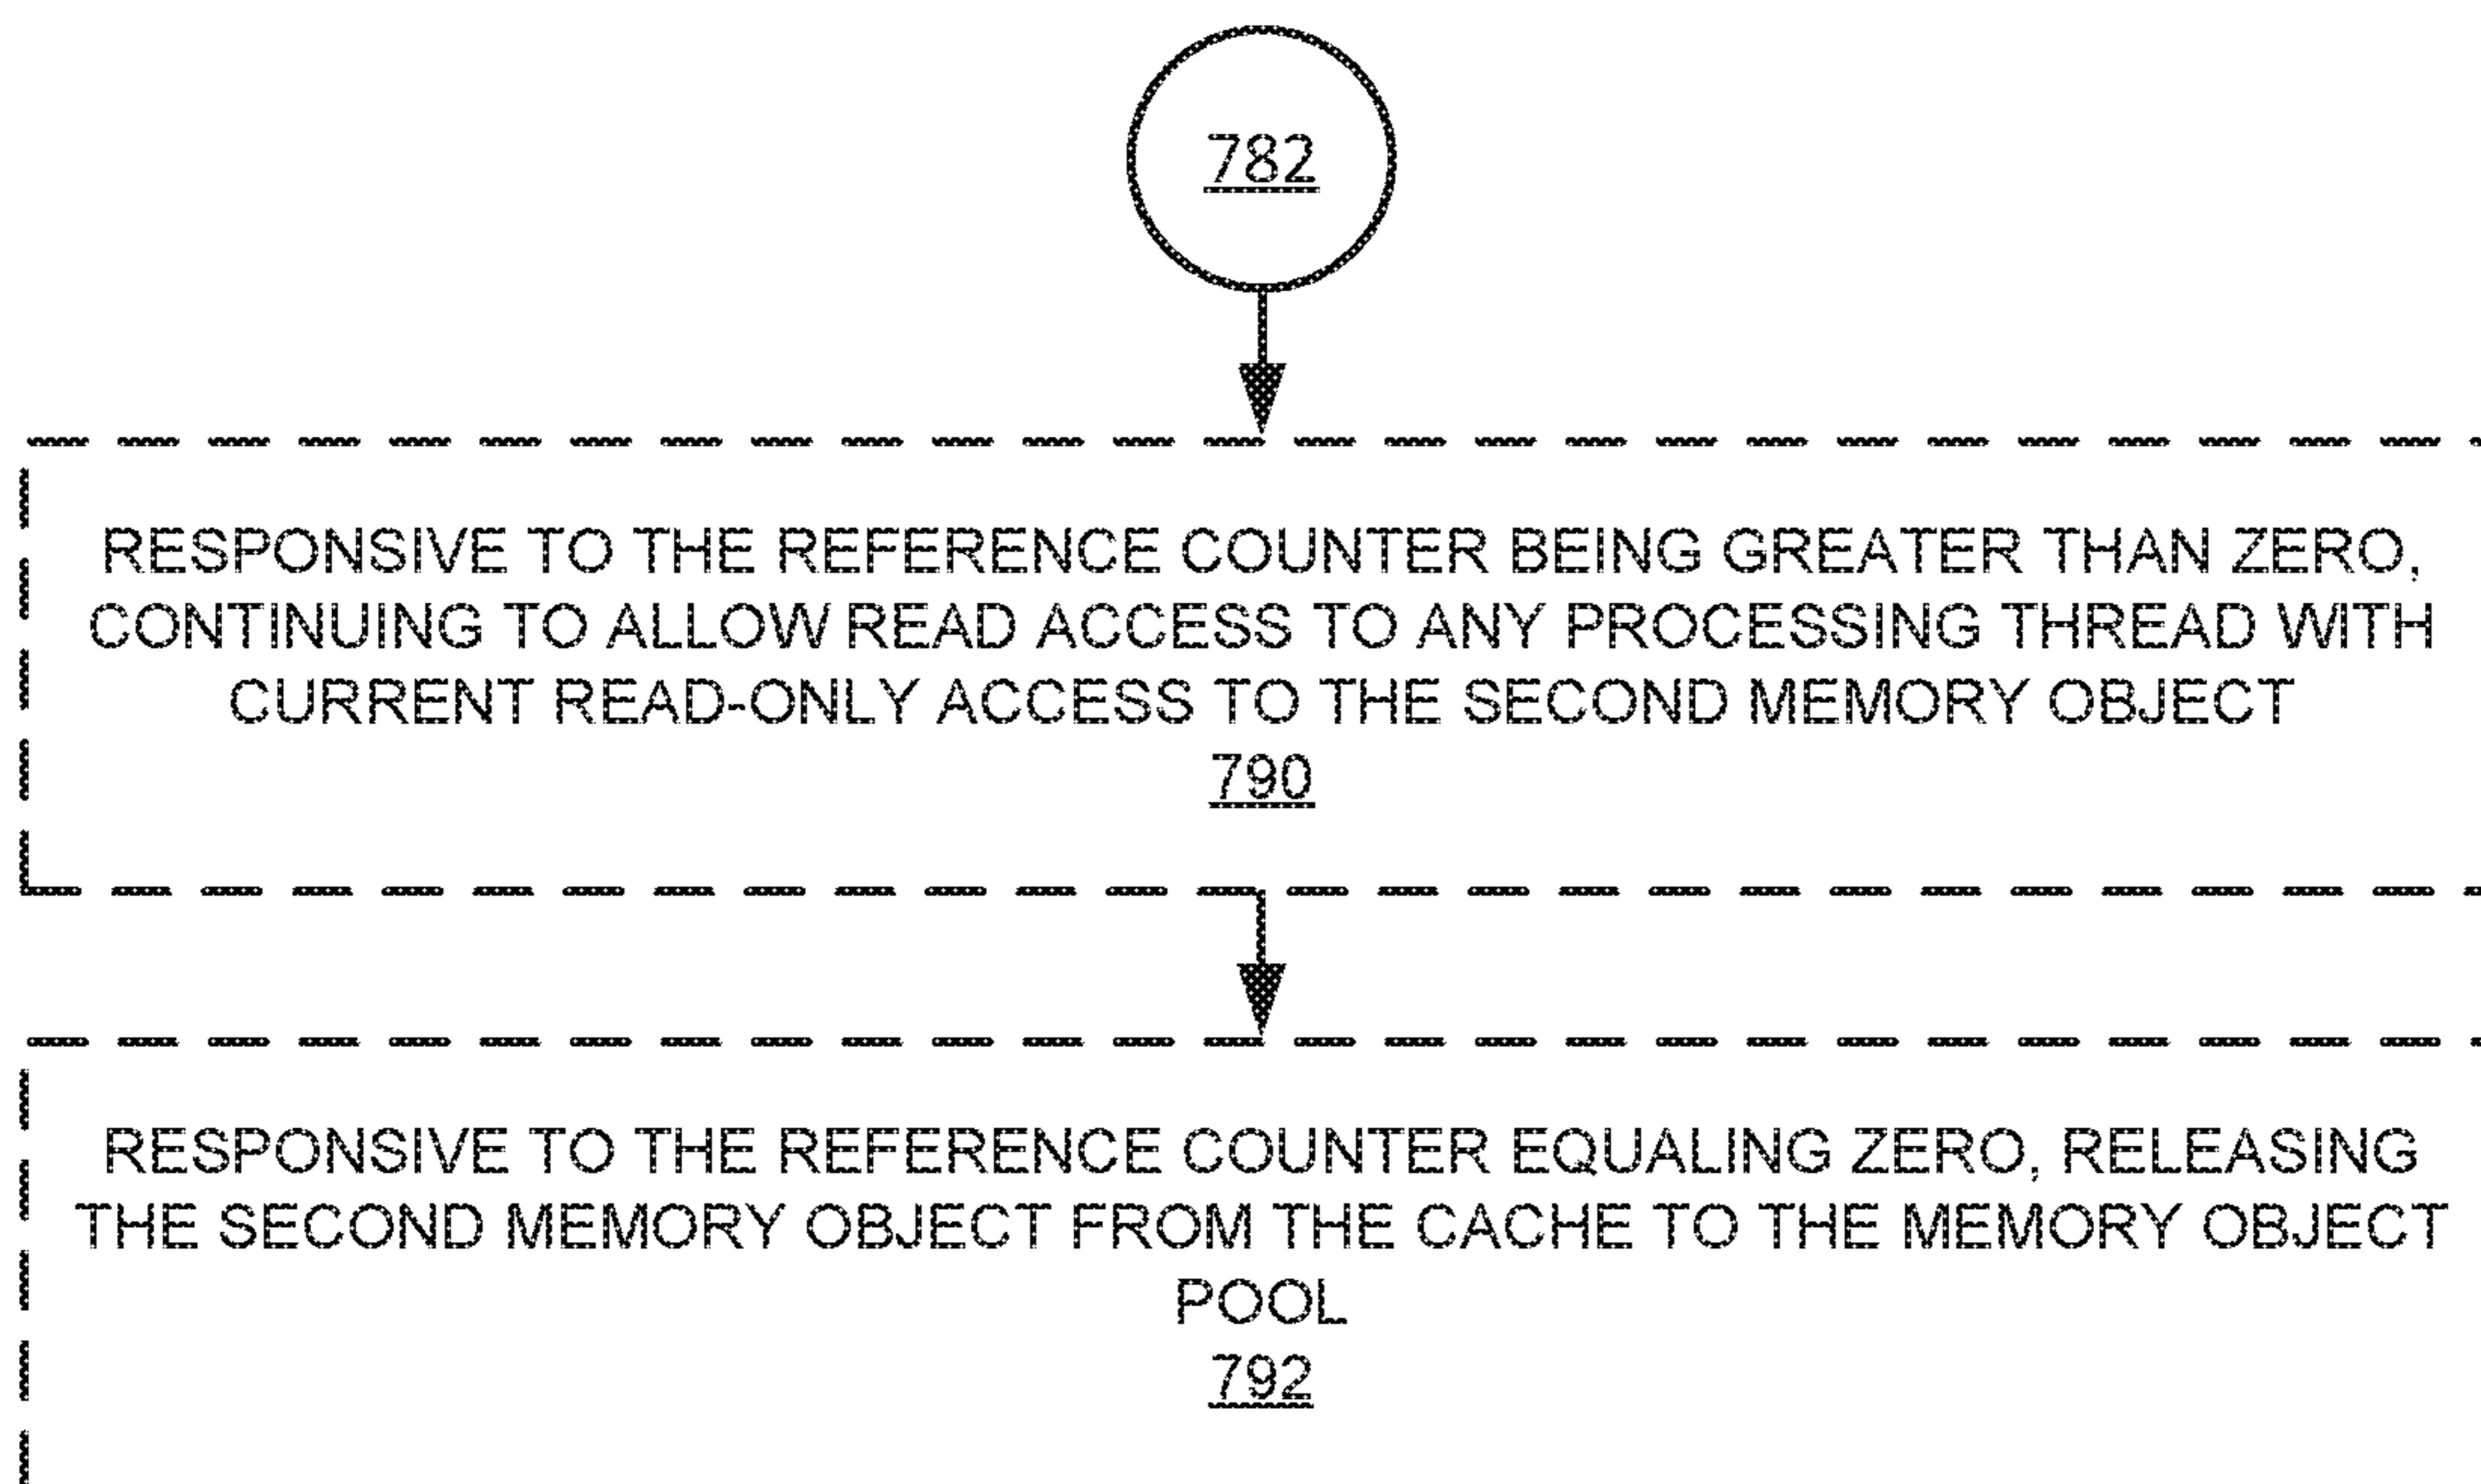 782
RESPONSIVE TO THE REFERENCE COUNTER BEING GREATER THAN ZERO,
CONTINUING TO ALLOW READ ACCESS TO ANY PROCESSING THREAD WITH
CURRENT READ-ONLY ACCESS TO THE SECOND MEMORY OBJECT
790
RESPONSIVE TO THE REFERENCE COUNTER EQUALING ZERO, RELEASING
THE SECOND MEMORY OBJECT FROM THE CACHE TO THE MEMORY OBJECT
POOL
792